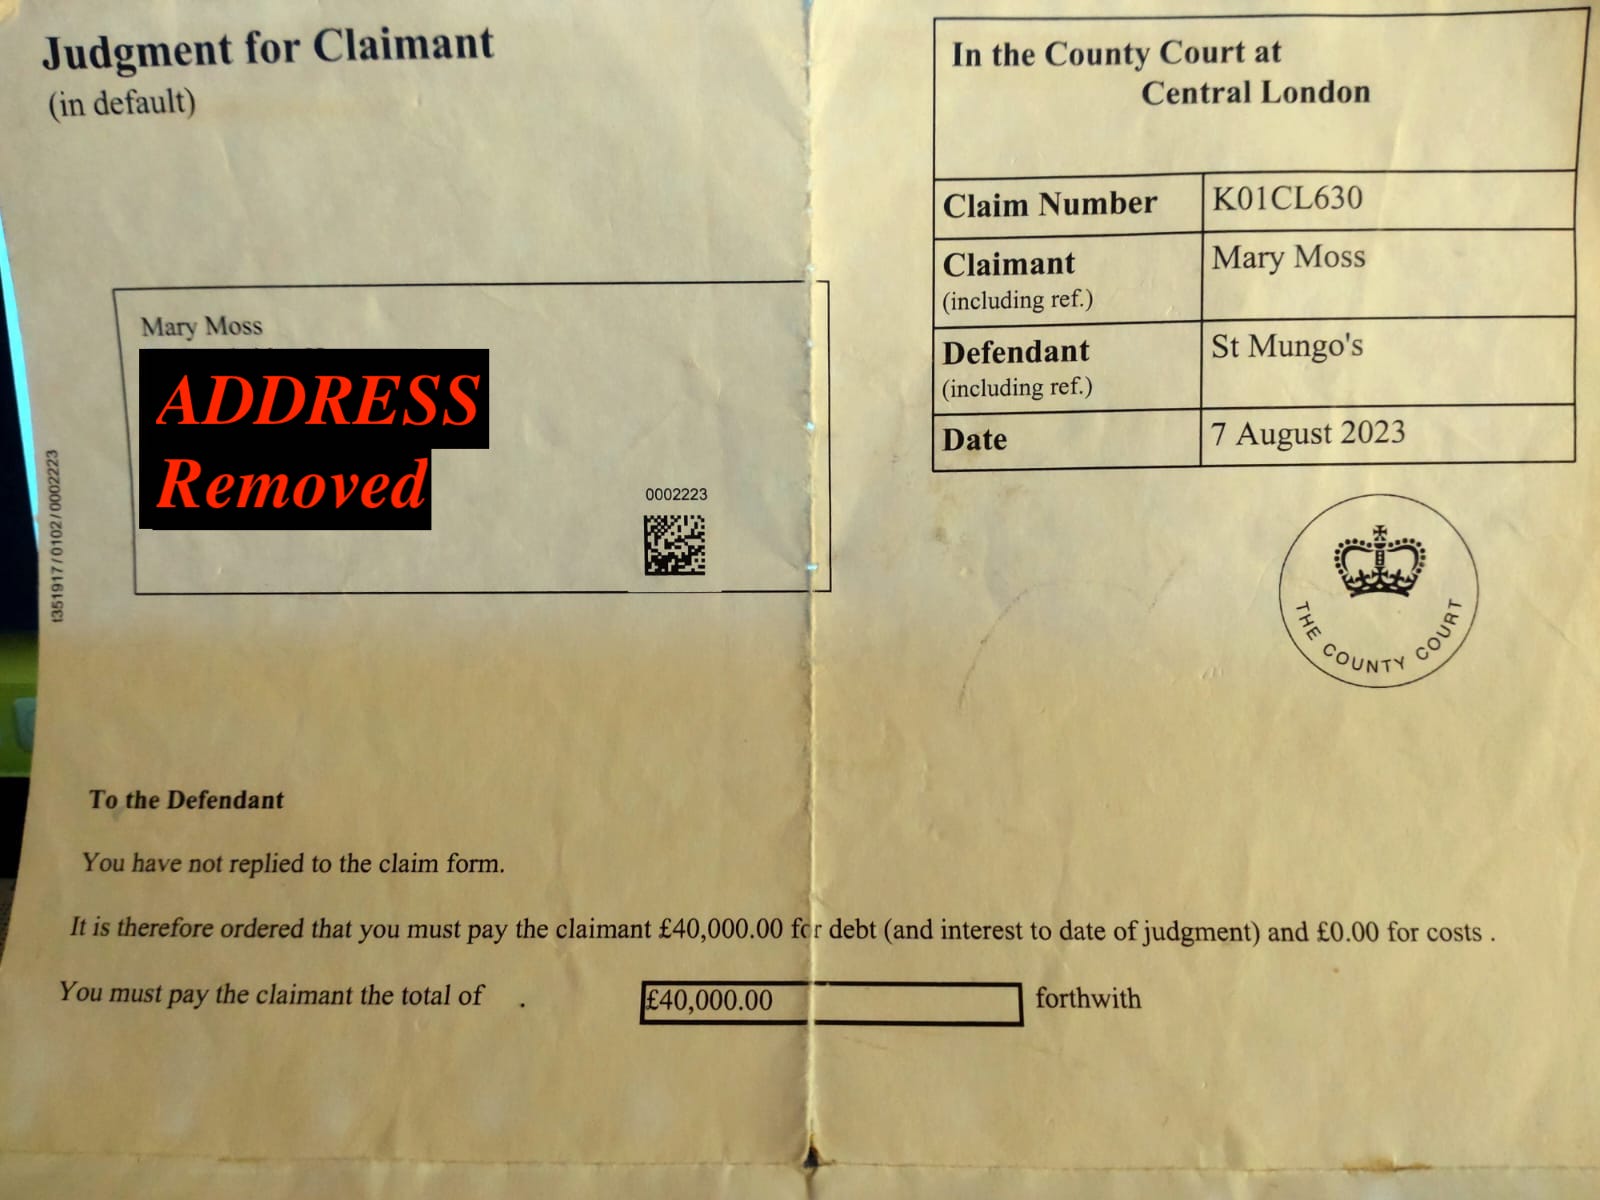 Judgment for Claimant
(in default)
In the County Court at
Central London
Claim Number K01CL630
Claimant Mary Moss
(including ref.)
Defendant St Mungo's
(including ref.)
Date 7 August 2023
Mary Moss
ADDRESS
Removed
0002223
t351917/0102/0002223
THE COUNTY COURT
To the Defendant
You have not replied to the claim form.
It is therefore ordered that you must pay the claimant £40,000.00 for debt (and interest to date of judgment) and £0.00 for costs .
You must pay the claimant the total of . £40,000.00 forthwith